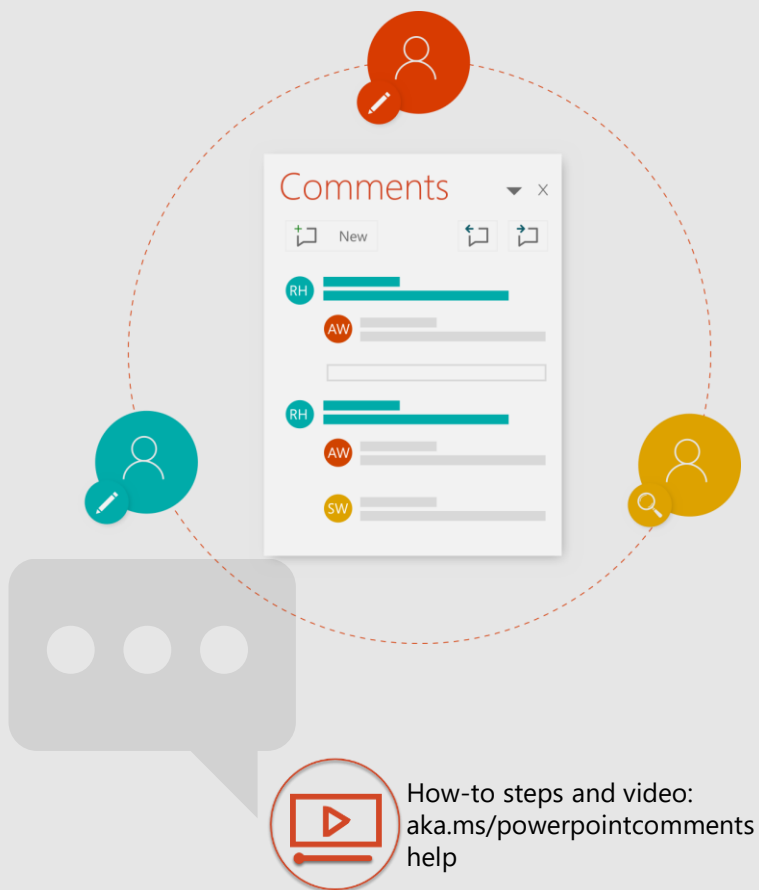 Comments
X
New
RH
AW
RH
AW
SW
How-to steps and video:
aka.ms/powerpointcomments
help